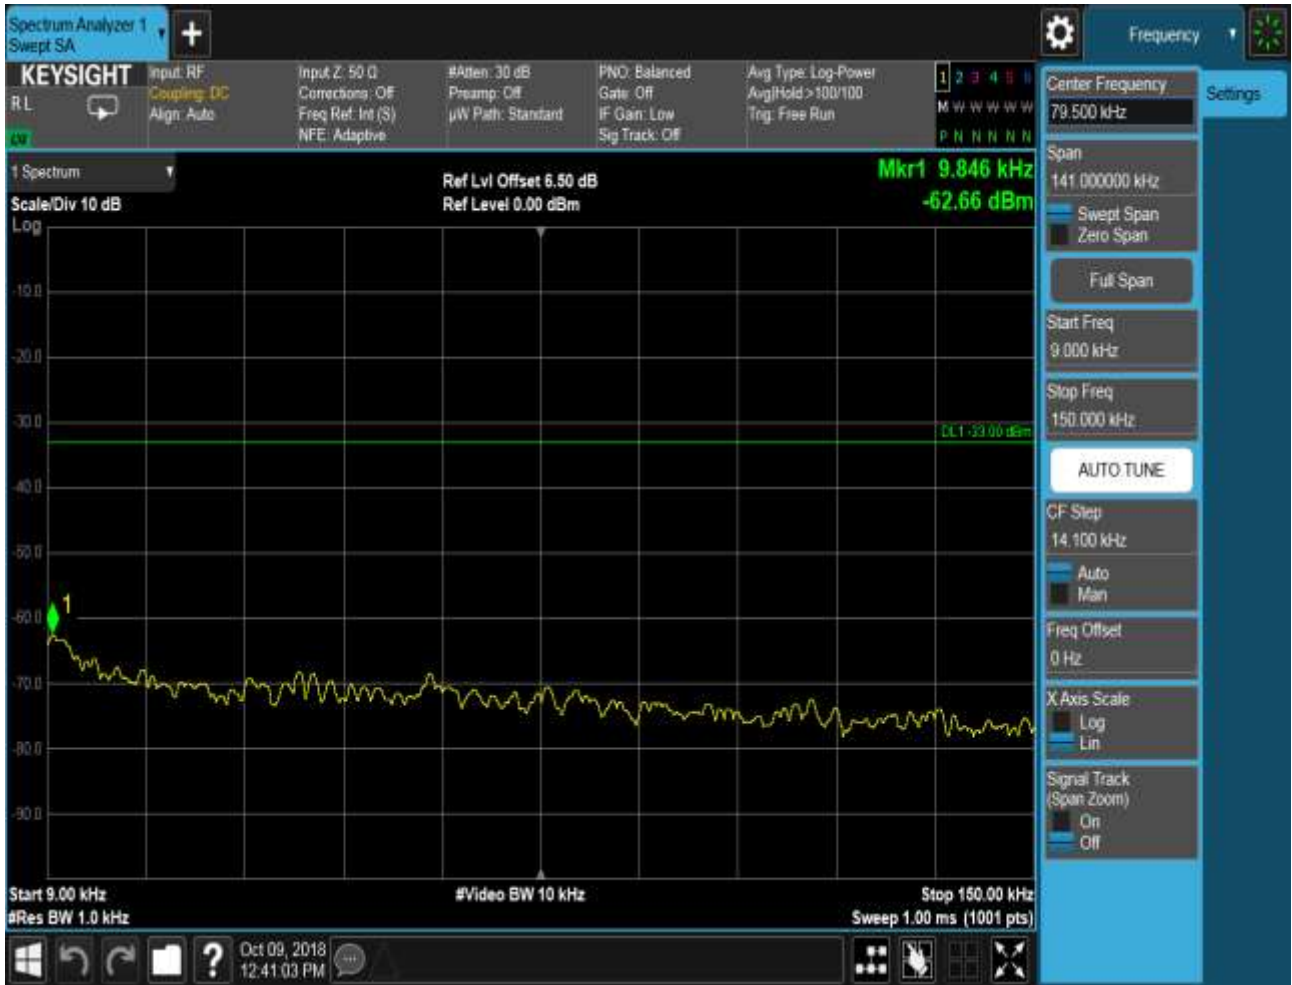 Spectrum Analyzer 1
Swept SA
Frequency
KEYSIGHT
RL
Input: RF
Coupling: DC
Align: Auto
Input Z: 50 Ω
Corrections: Off
Freq Ref: Int (S)
NFE: Adaptive
#Atten: 30 dB
Preamp: Off
µW Path: Standard
PNO: Balanced
Gate: Off
IF Gain: Low
Sig Track: Off
Avg Type: Log-Power
Avg|Hold:>100/100
Trig: Free Run
1 2 3 4 5 6
M W W W W W
P N N N N N
1 Spectrum
Scale/Div 10 dB
Log
Ref Lvl Offset 6.50 dB
Ref Level 0.00 dBm
Mkr1 9.846 kHz
-62.66 dBm
-10.0
-20.0
-30.0
DL1 -33.00 dBm
-40.0
-50.0
1
-60.0
-70.0
-80.0
-90.0
Start 9.00 kHz
#Res BW 1.0 kHz
#Video BW 10 kHz
Stop 150.00 kHz
Sweep 1.00 ms (1001 pts)
Center Frequency
79.500 kHz
Settings
Span
141.000000 kHz
Swept Span
Zero Span
Full Span
Start Freq
9.000 kHz
Stop Freq
150.000 kHz
AUTO TUNE
CF Step
14.100 kHz
Auto
Man
Freq Offset
0 Hz
X Axis Scale
Log
Lin
Signal Track
(Span Zoom)
On
Off
?
Oct 09, 2018
12:41:03 PM